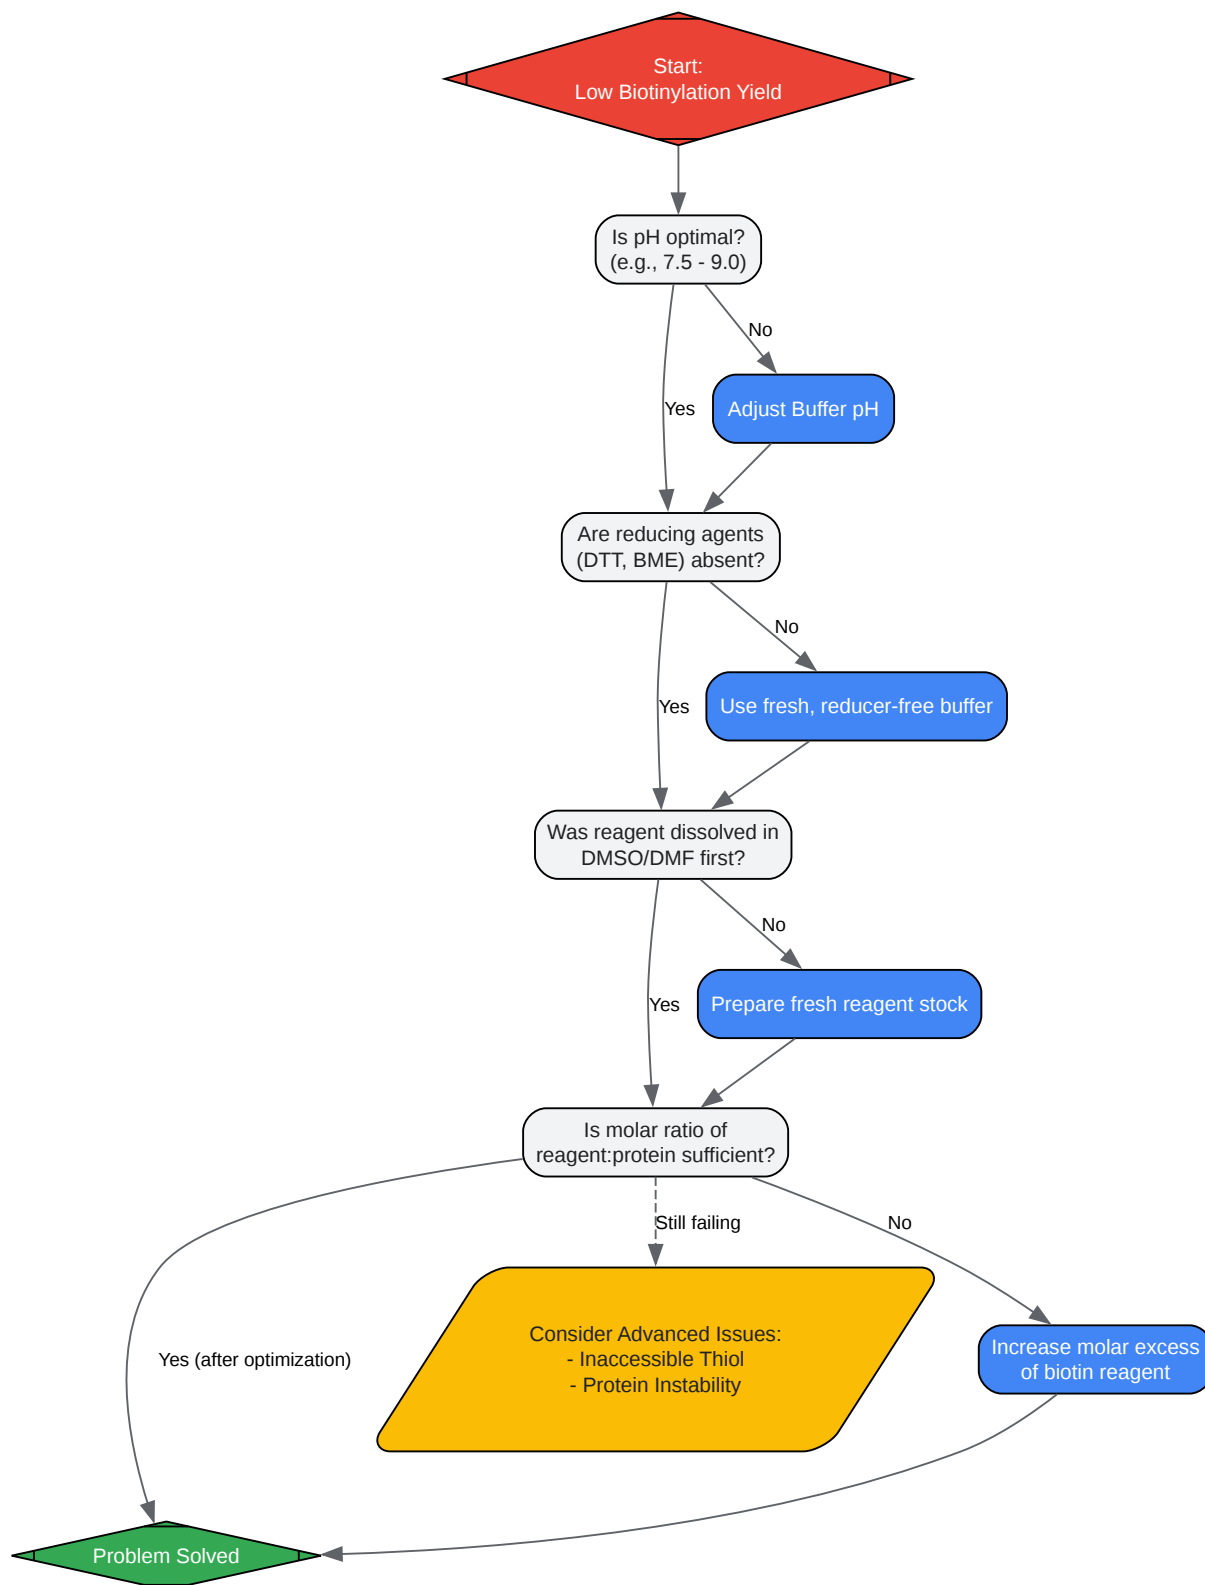 Start:
Low Biotinylation Yield
Is pH optimal?
(e.g., 7.5 - 9.0)
No
Yes
Adjust Buffer pH
Are reducing agents
(DTT, BME) absent?
No
Yes
Use fresh, reducer-free buffer
Was reagent dissolved in
DMSO/DMF first?
No
Yes
Prepare fresh reagent stock
Is molar ratio of
reagent:protein sufficient?
Still failing
No
Consider Advanced Issues:
- Inaccessible Thiol
- Protein Instability
Yes (after optimization)
Increase molar excess
of biotin reagent
Problem Solved